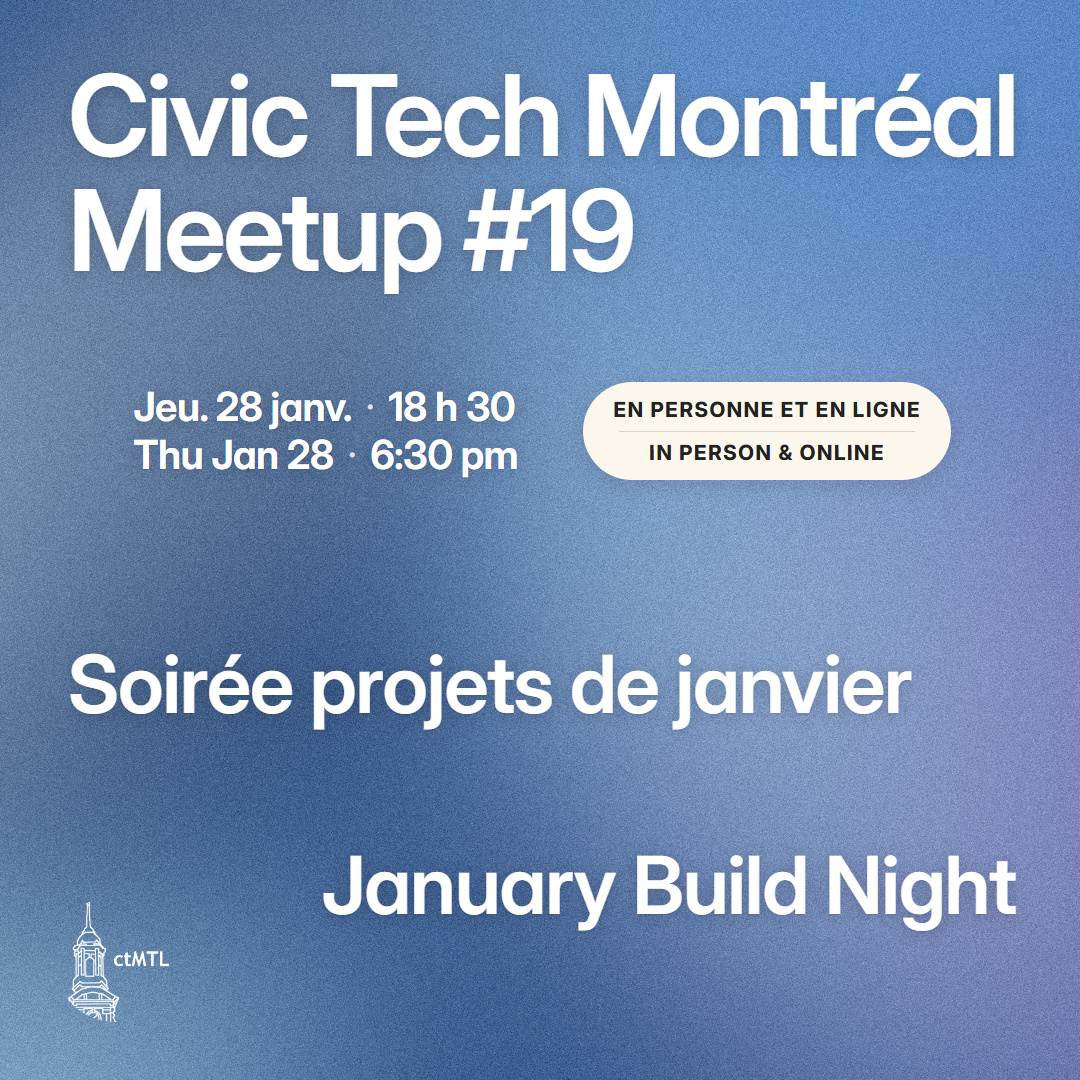 Civic Tech Montréal
Meetup #19
Jeu. 28 janv. · 18 h 30
Thu Jan 28 · 6:30 pm
EN PERSONNE ET EN LIGNE
IN PERSON & ONLINE
Soirée projets de janvier
January Build Night
ctMTL